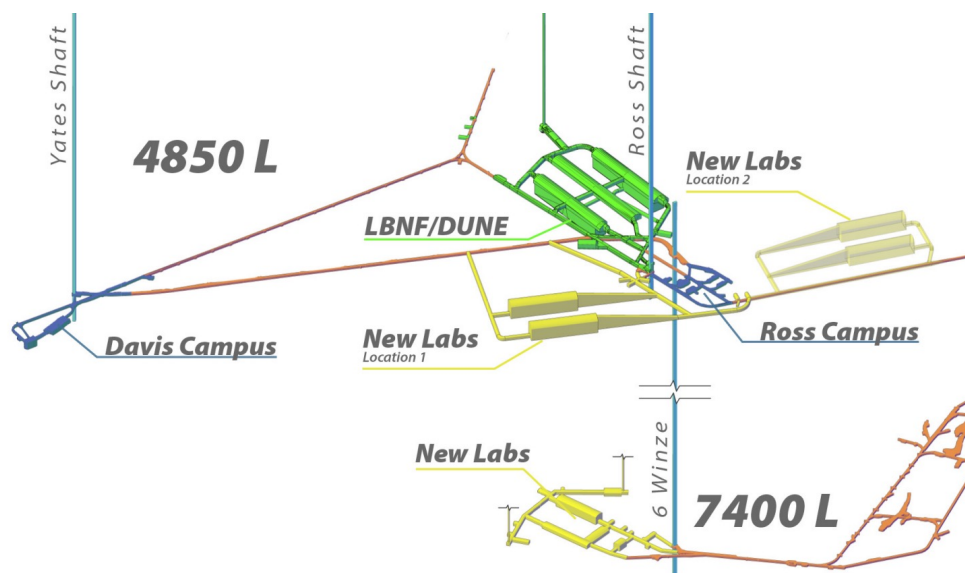 Yates Shaft
Ross Shaft
4850 L
New Labs
Location 2
LBNF/DUNE
Davis Campus
New Labs
Location 1
Ross Campus
New Labs
6 Winze
7400 L